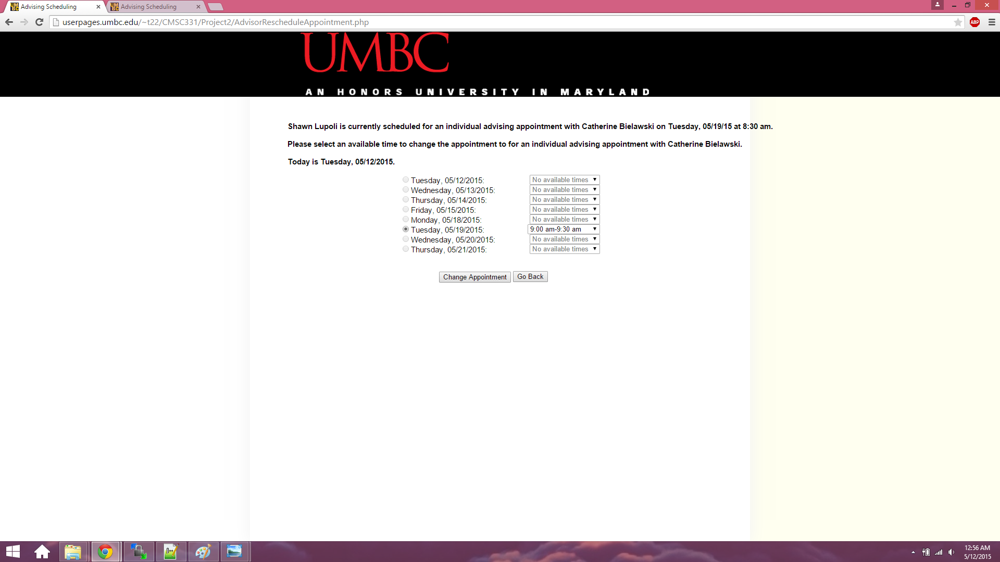 Advising Scheduling
Advising Scheduling
userpages.umbc.edu/~t22/CMSC331/Project2/AdvisorRescheduleAppointment.php
ABP
UMBC
AN HONORS UNIVERSITY IN MARYLAND
Shawn Lupoli is currently scheduled for an individual advising appointment with Catherine Bielawski on Tuesday, 05/19/15 at 8:30 am.
Please select an available time to change the appointment to for an individual advising appointment with Catherine Bielawski.
Today is Tuesday, 05/12/2015.
Tuesday, 05/12/2015: No available times
Wednesday, 05/13/2015: No available times
Thursday, 05/14/2015: No available times
Friday, 05/15/2015: No available times
Monday, 05/18/2015: No available times
Tuesday, 05/19/2015: 9:00 am-9:30 am
Wednesday, 05/20/2015: No available times
Thursday, 05/21/2015: No available times
Change Appointment Go Back
12:56 AM
5/12/2015